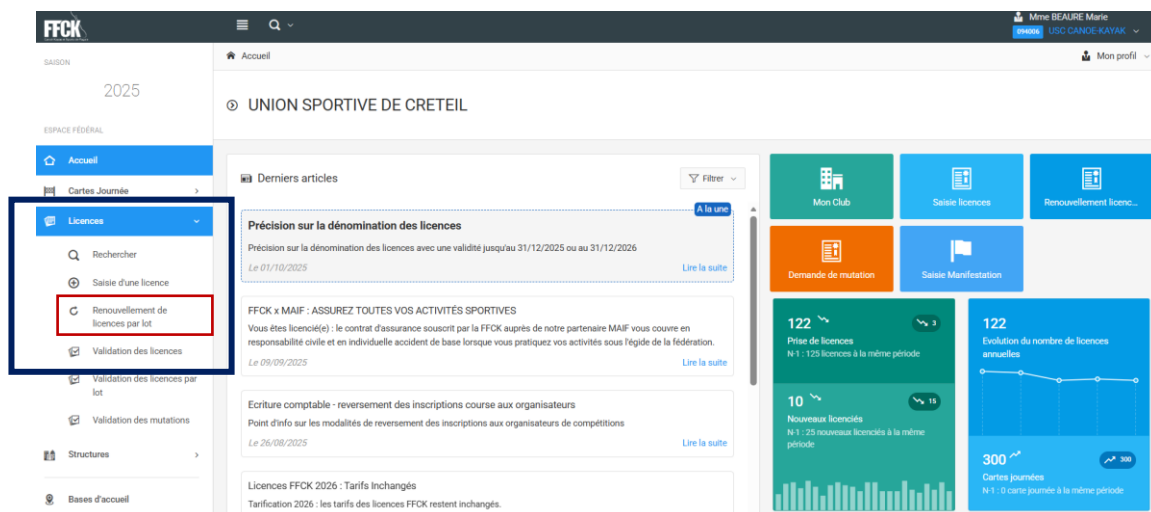 FFCK
Mme BEAURE Marie
094006 USC CANOE-KAYAK
SAISON
2025
ESPACE FÉDÉRAL
Accueil
Cartes Journée
Licences
Rechercher
Saisie d'une licence
Renouvellement de
licences par lot
Validation des licences
Validation des licences par
lot
Validation des mutations
Structures
Bases d'accueil
Accueil
Mon profil
UNION SPORTIVE DE CRETEIL
Derniers articles
Filtrer
A la une
Précision sur la dénomination des licences
Précision sur la dénomination des licences avec une validité jusqu'au 31/12/2025 ou au 31/12/2026
Le 01/10/2025
Lire la suite
FFCK x MAIF : ASSUREZ TOUTES VOS ACTIVITÉS SPORTIVES
Vous êtes licencié(e) : le contrat d'assurance souscrit par la FFCK auprès de notre partenaire MAIF vous couvre en
responsabilité civile et en individuelle accident de base lorsque vous pratiquez vos activités sous l'égide de la fédération.
Le 09/09/2025
Lire la suite
Ecriture comptable - reversement des inscriptions course aux organisateurs
Point d'info sur les modalités de reversement des inscriptions aux organisateurs de compétitions
Le 26/08/2025
Lire la suite
Licences FFCK 2026 : Tarifs Inchangés
Tarification 2026 : les tarifs des licences FFCK restent inchangés.
Mon Club
Saisie licences
Renouvellement licenc...
Demande de mutation
Saisie Manifestation
122
3
Prise de licences
N-1 : 125 licences à la même période
10
15
Nouveaux licenciés
N-1 : 25 nouveaux licenciés à la même
période
122
Evolution du nombre de licences
annuelles
300
300
Cartes journées
N-1 : 0 carte journée à la même période